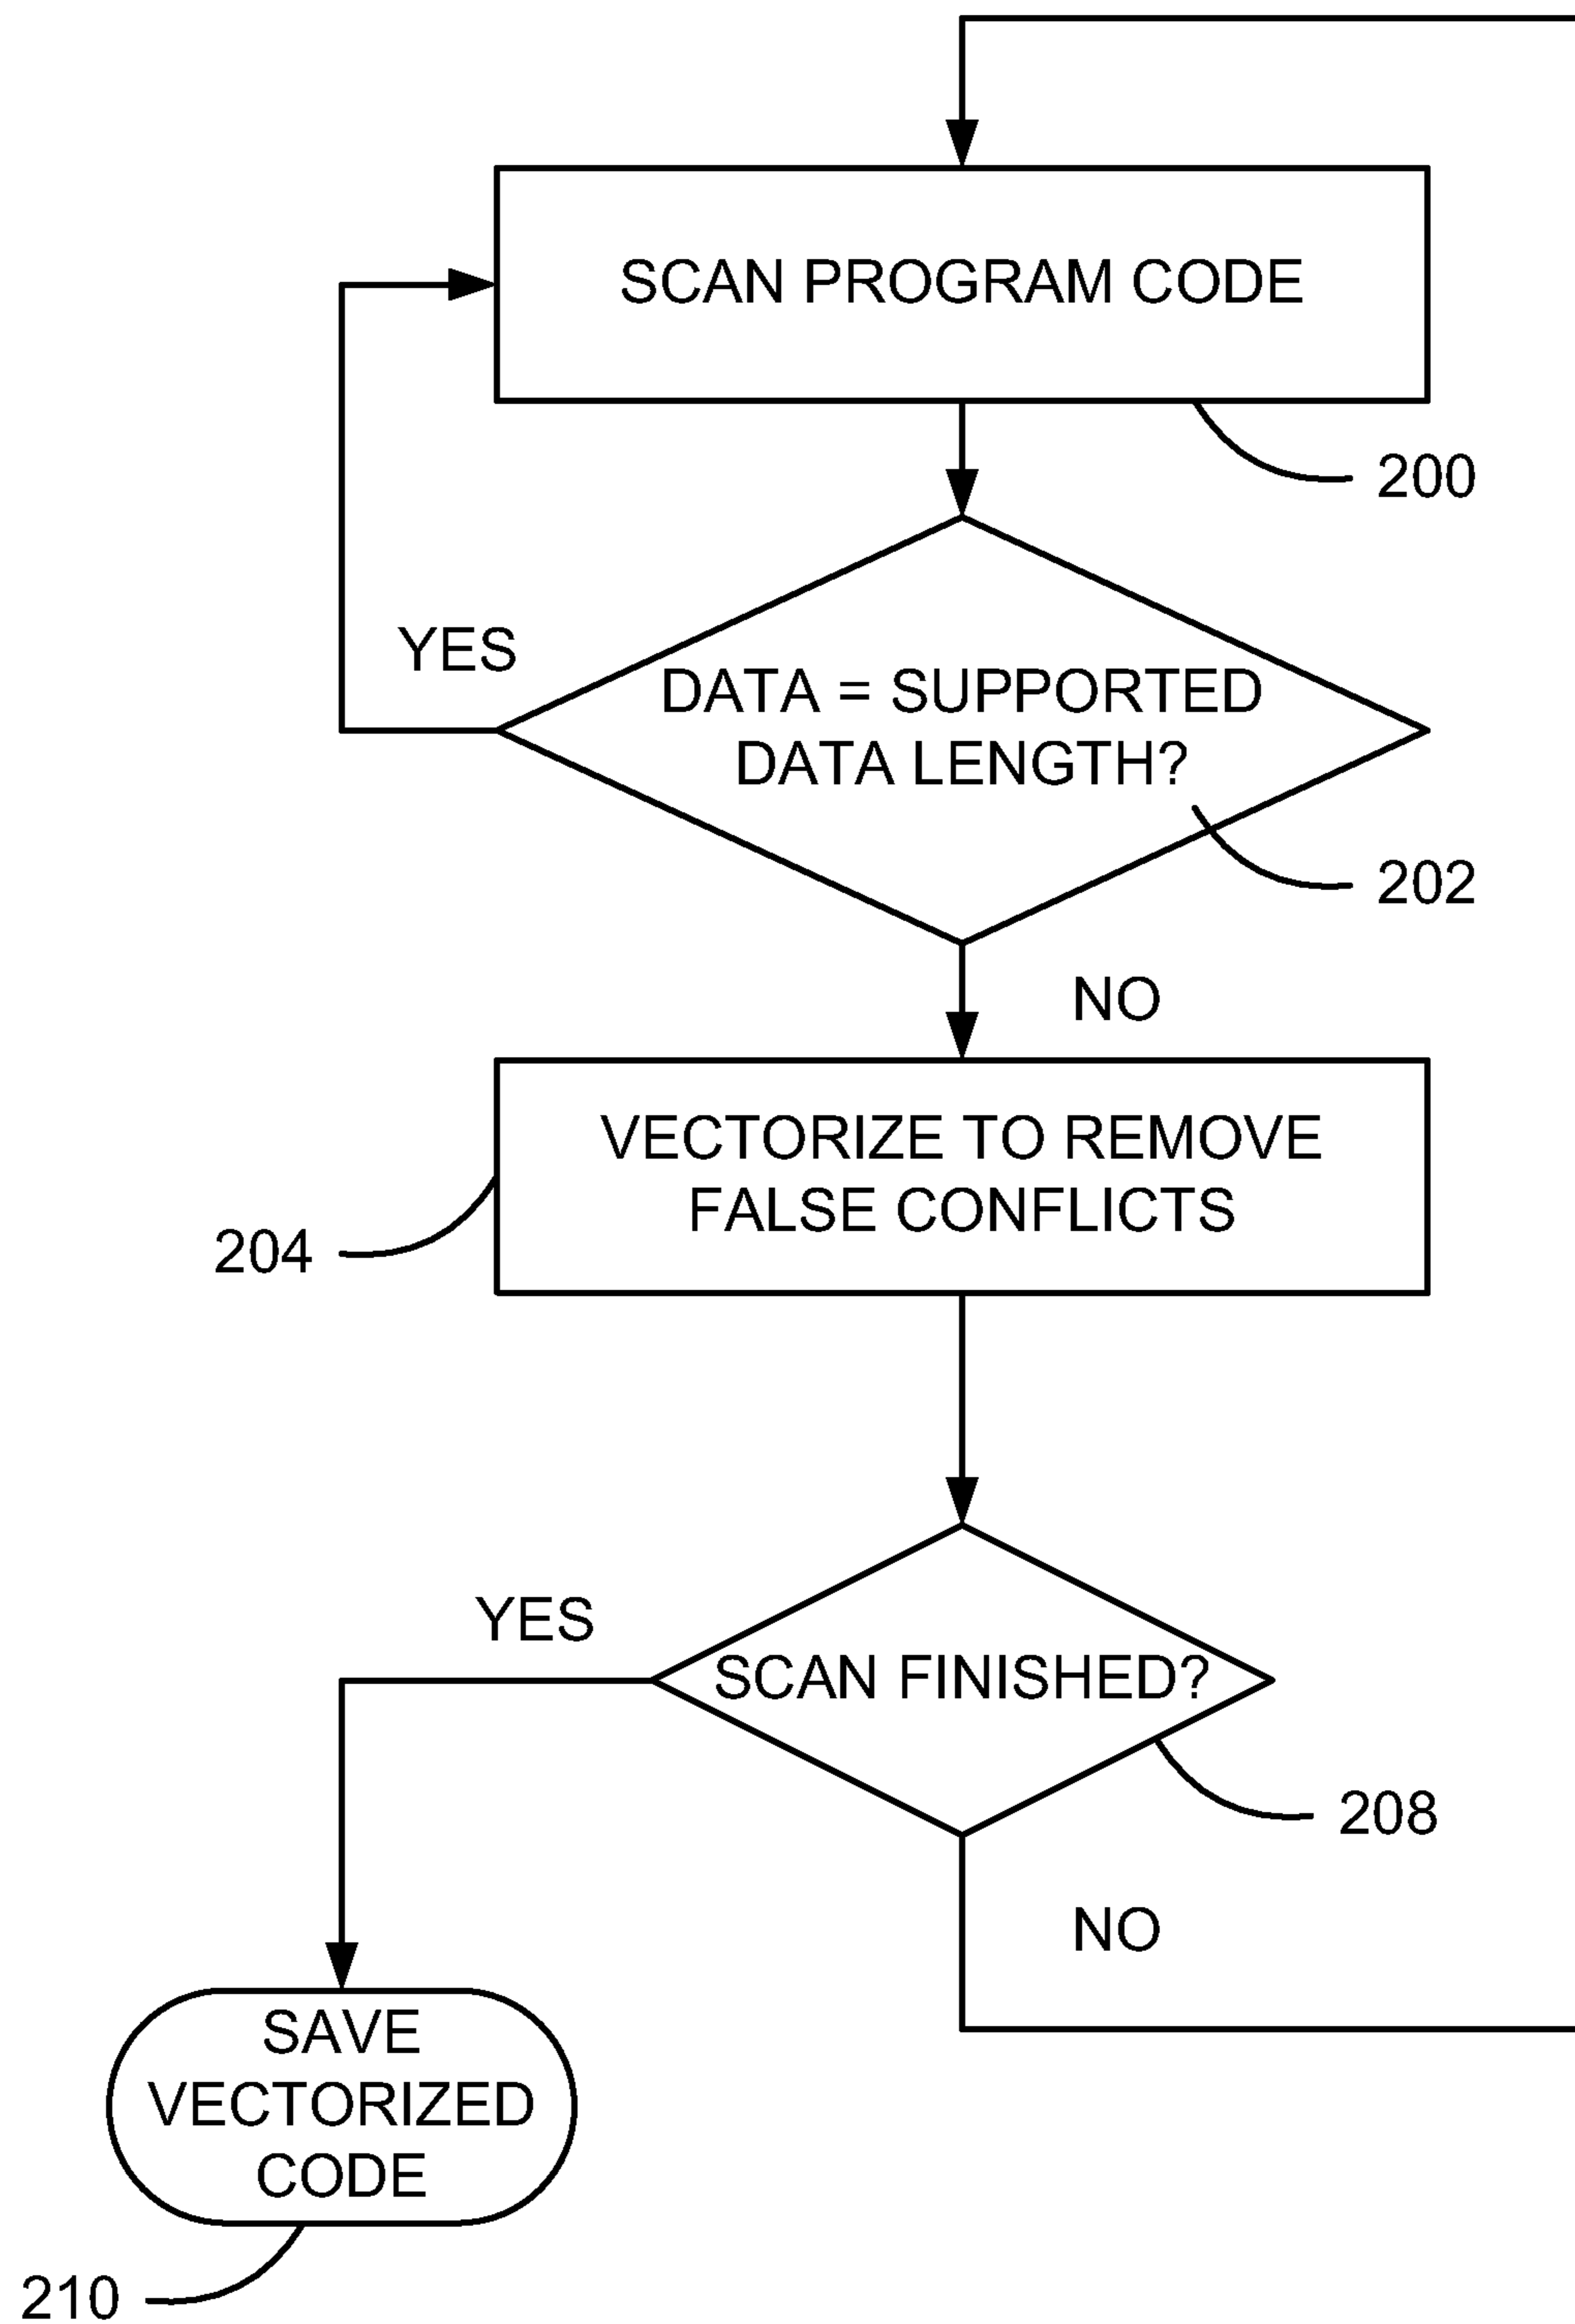 SCAN PROGRAM CODE
200
YES
DATA = SUPPORTED
DATA LENGTH?
202
NO
VECTORIZE TO REMOVE
FALSE CONFLICTS
204
YES
SCAN FINISHED?
208
NO
SAVE
VECTORIZED
CODE
210